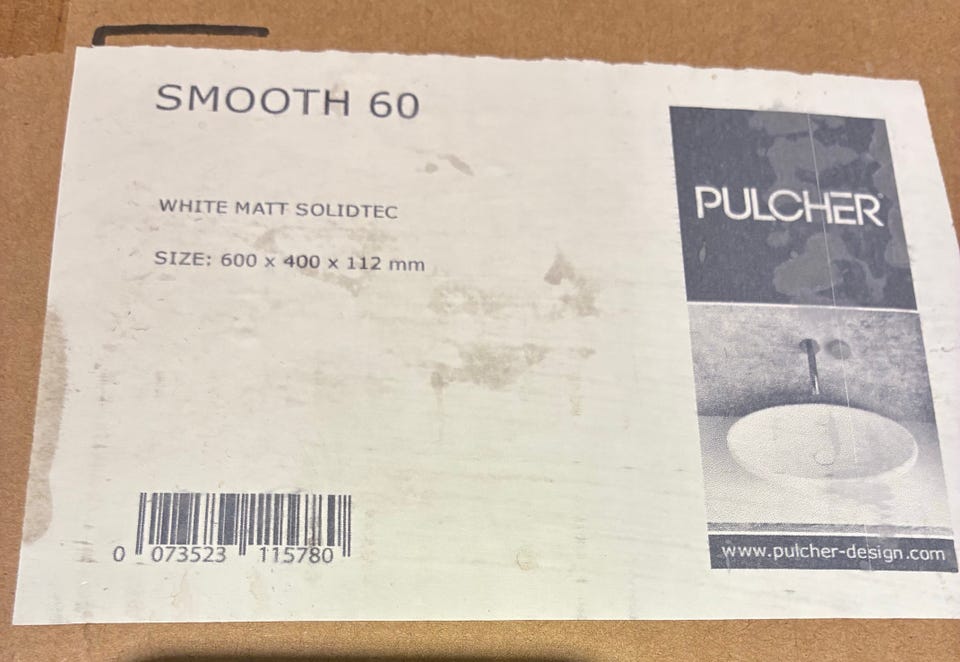 SMOOTH 60
WHITE MATT SOLIDTEC
SIZE: 600 x 400 x 112 mm
0 073523 115780
PULCHER
www.pulcher-design.com